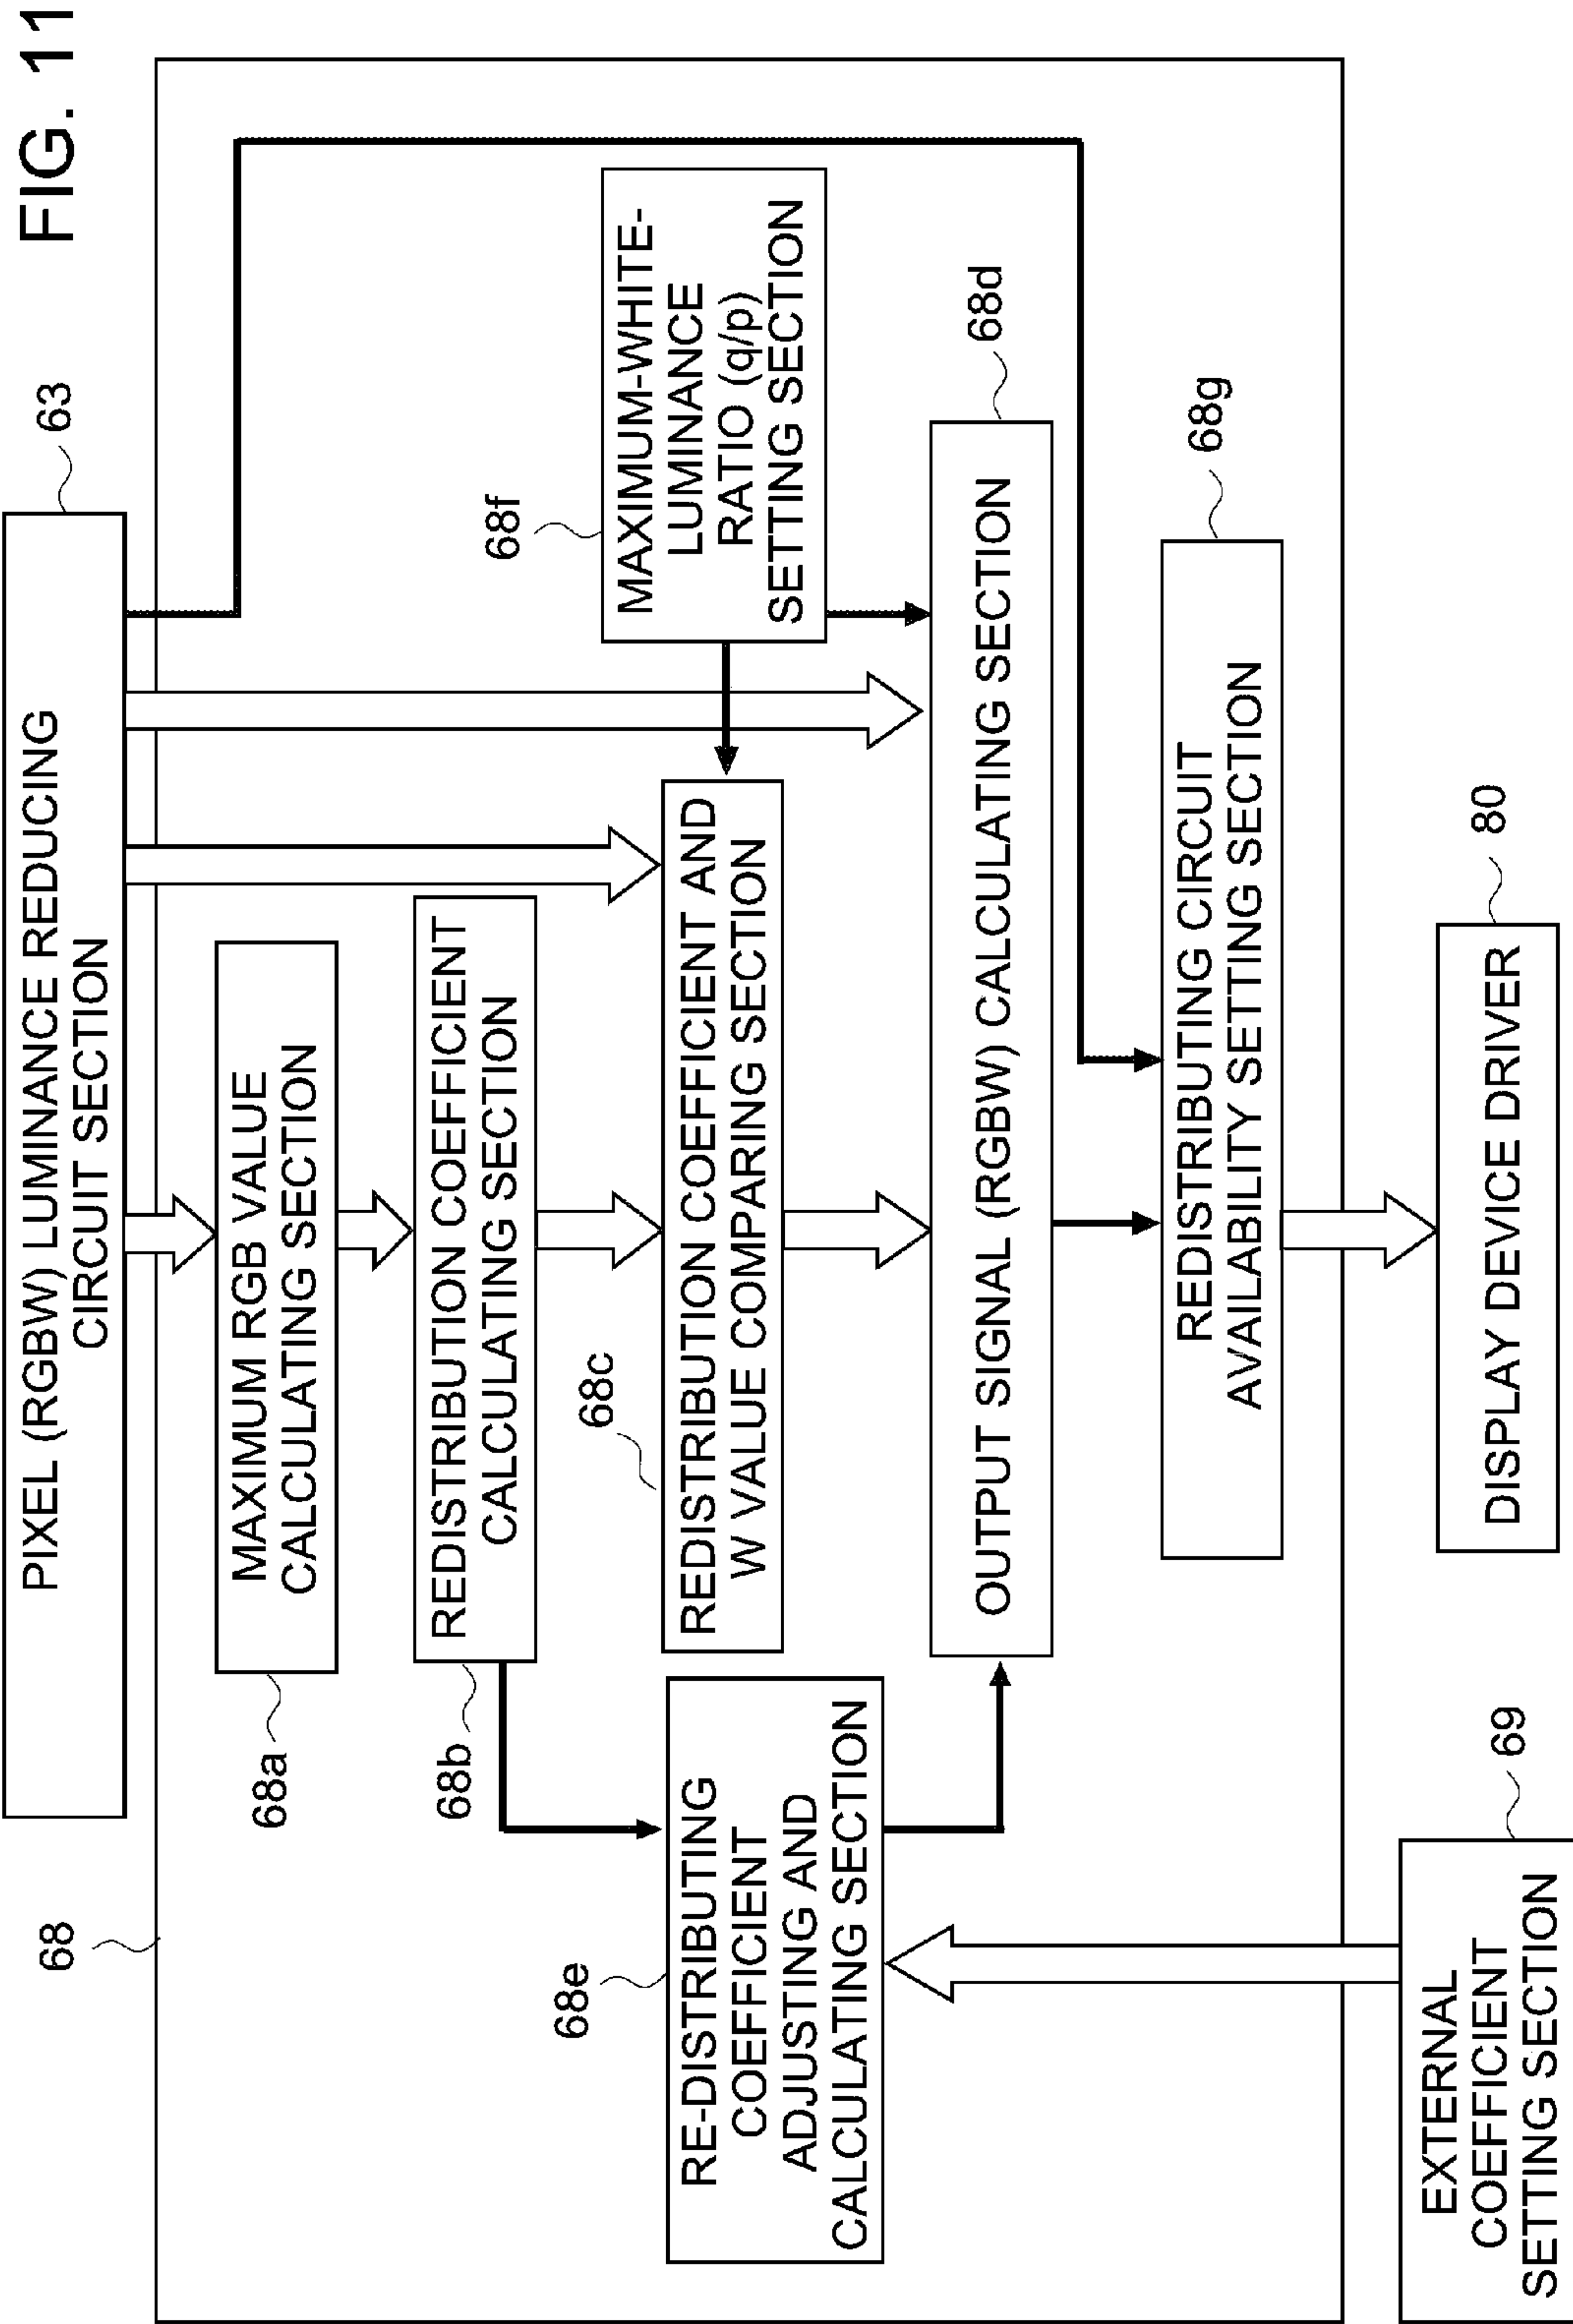 FIG. 11
PIXEL (RGBW) LUMINANCE REDUCING
CIRCUIT SECTION
63
68
MAXIMUM RGB VALUE
CALCULATING SECTION
68a
REDISTRIBUTION COEFFICIENT
CALCULATING SECTION
68b
68f
MAXIMUM-WHITE-
LUMINANCE
RATIO (q/p)
SETTING SECTION
68c
REDISTRIBUTION COEFFICIENT AND
W VALUE COMPARING SECTION
68e
RE-DISTRIBUTING
COEFFICIENT
ADJUSTING AND
CALCULATING SECTION
68d
OUTPUT SIGNAL (RGBW) CALCULATING SECTION
68g
REDISTRIBUTING CIRCUIT
AVAILABILITY SETTING SECTION
69
EXTERNAL
COEFFICIENT
SETTING SECTION
80
DISPLAY DEVICE DRIVER